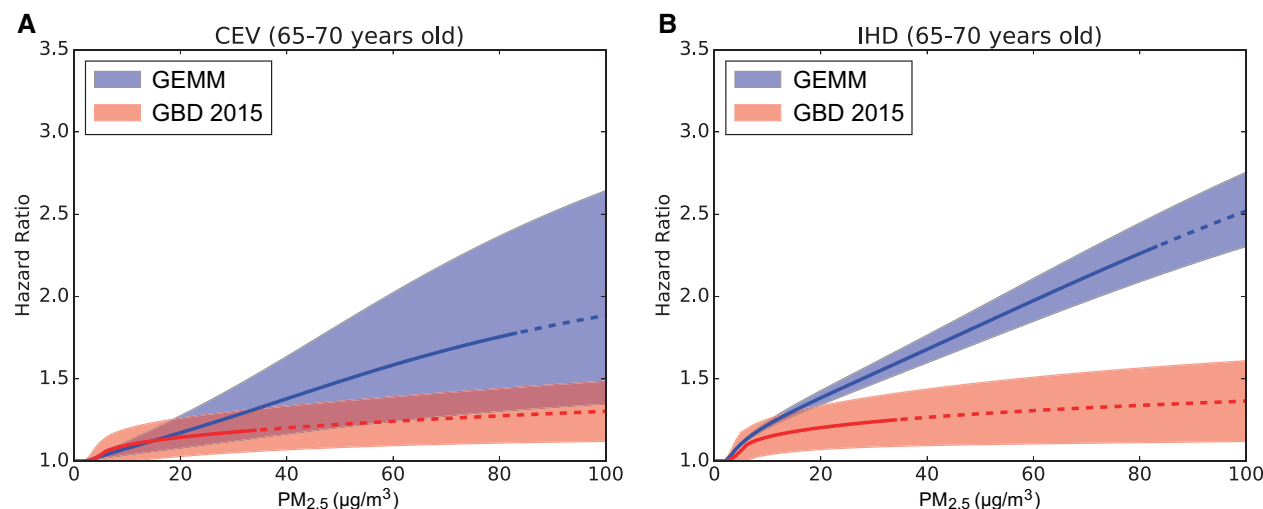 A
CEV (65-70 years old)
3.5
3.0
2.5
2.0
1.5
1.0
Hazard Ratio
GEMM
GBD 2015
0
20
40
60
80
100
PM2.5 (µg/m3)
B
IHD (65-70 years old)
3.5
3.0
2.5
2.0
1.5
1.0
Hazard Ratio
GEMM
GBD 2015
0
20
40
60
80
100
PM2.5 (µg/m3)